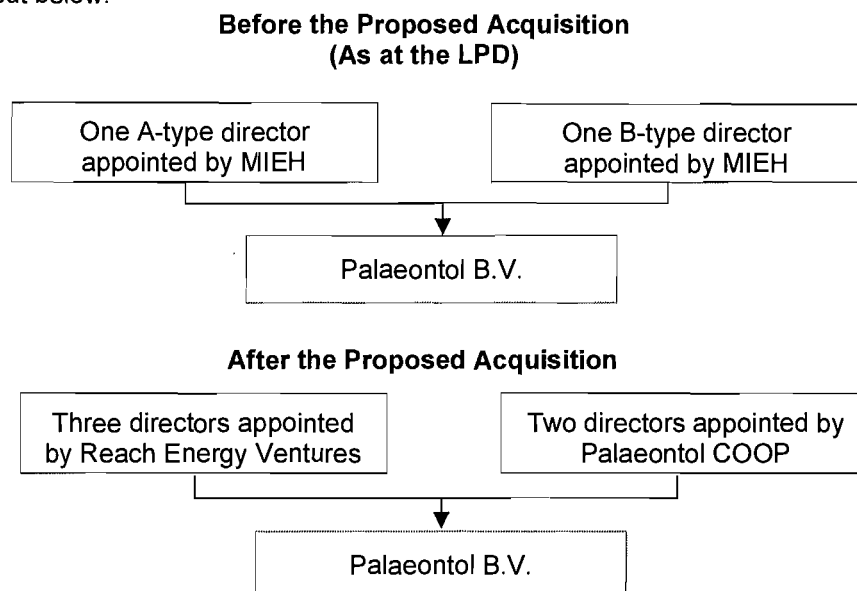 out below.
Before the Proposed Acquisition
(As at the LPD)
One A-type director
appointed by MIEH
One B-type director
appointed by MIEH
Palaeontol B.V.
After the Proposed Acquisition
Three directors appointed
by Reach Energy Ventures
Two directors appointed by
Palaeontol COOP
Palaeontol B.V.